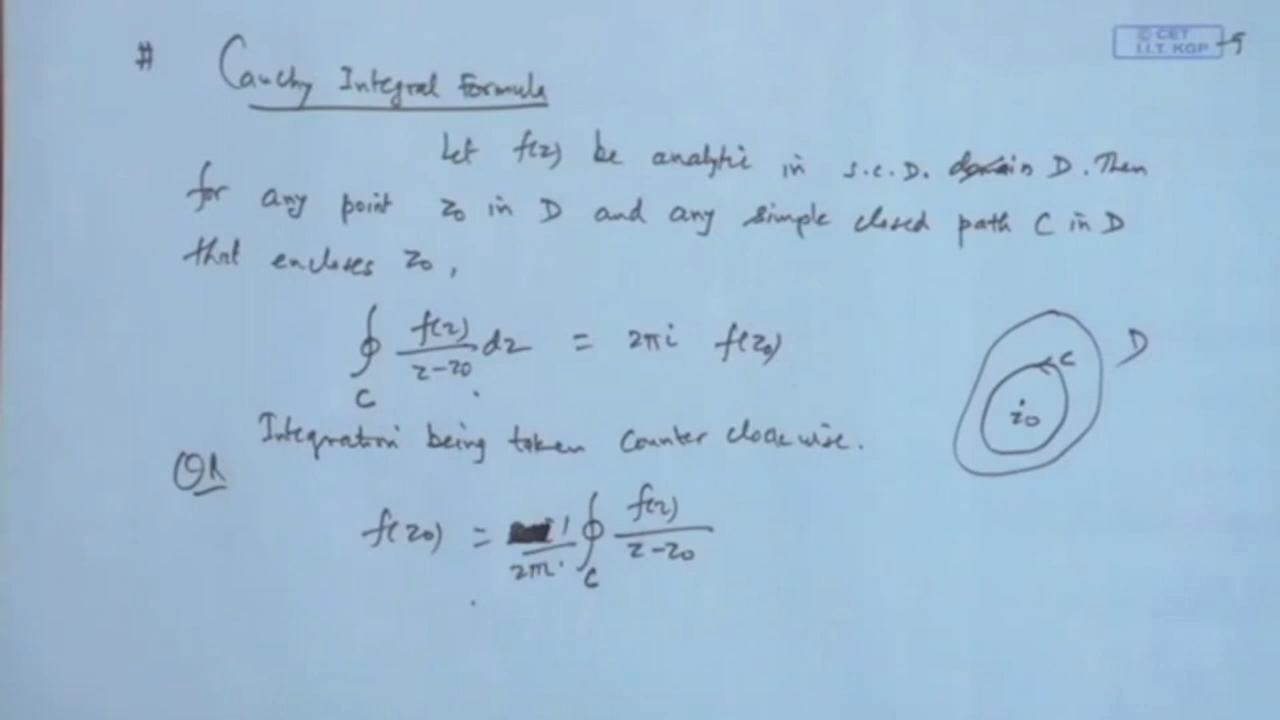 © CET
I.I.T. KGP
# Cauchy Integral Formula
Let f(z) be analytic in s.c.D. D. Then
for any point z₀ in D and any simple closed path C in D
that encloses z₀,
∮_C f(z)/(z-z₀) dz = 2πi f(z₀)
D
C
z₀
Integration being taken counter clockwise.
OR
f(z₀) = 1/(2πi) ∮_C f(z)/(z-z₀)